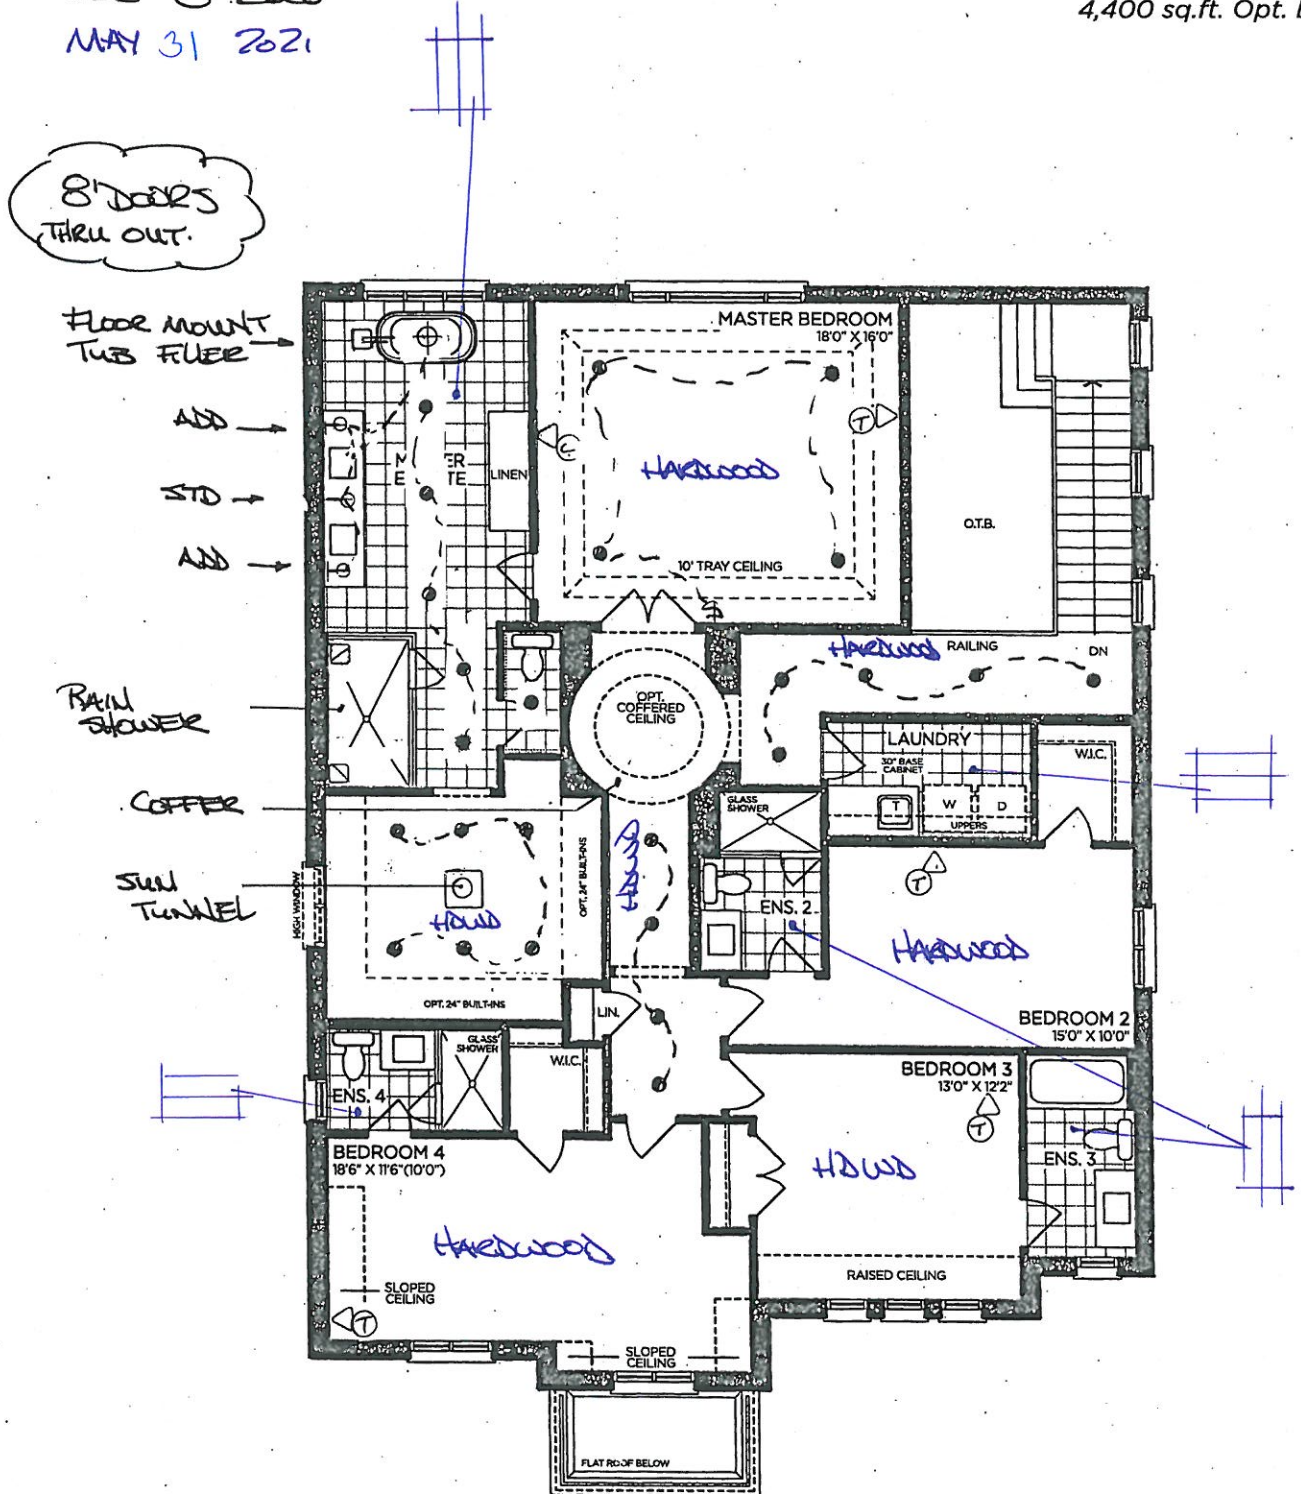 4,400 sq.ft. Opt.
MAY 31 2021
8' DOORS
THRU OUT.
FLOOR MOUNT
TUB FILLER
ADD
STD
ADD
RAIN
SHOWER
COFFER
SUN
TUNNEL
MASTER BEDROOM
18'0" X 16'0"
HARDWOOD
10' TRAY CEILING
LINEN
T
C
O.T.B.
HARDWOOD
RAILING
DN
OPT.
COFFERED
CEILING
LAUNDRY
30" BASE
CABINET
T
W
D
UPPERS
W.I.C.
GLASS
SHOWER
ENS. 2
HDWD
HIGH WINDOW
HDWD
OPT. 24" BUILT-INS
OPT. 24" BUILT-INS
LIN.
T
HARDWOOD
BEDROOM 2
15'0" X 10'0"
GLASS
SHOWER
W.I.C.
ENS. 4
BEDROOM 3
13'0" X 12'2"
T
HDWD
ENS. 3
RAISED CEILING
BEDROOM 4
18'6" X 11'6"(10'0")
HARDWOOD
SLOPED
CEILING
T
SLOPED
CEILING
FLAT ROOF BELOW